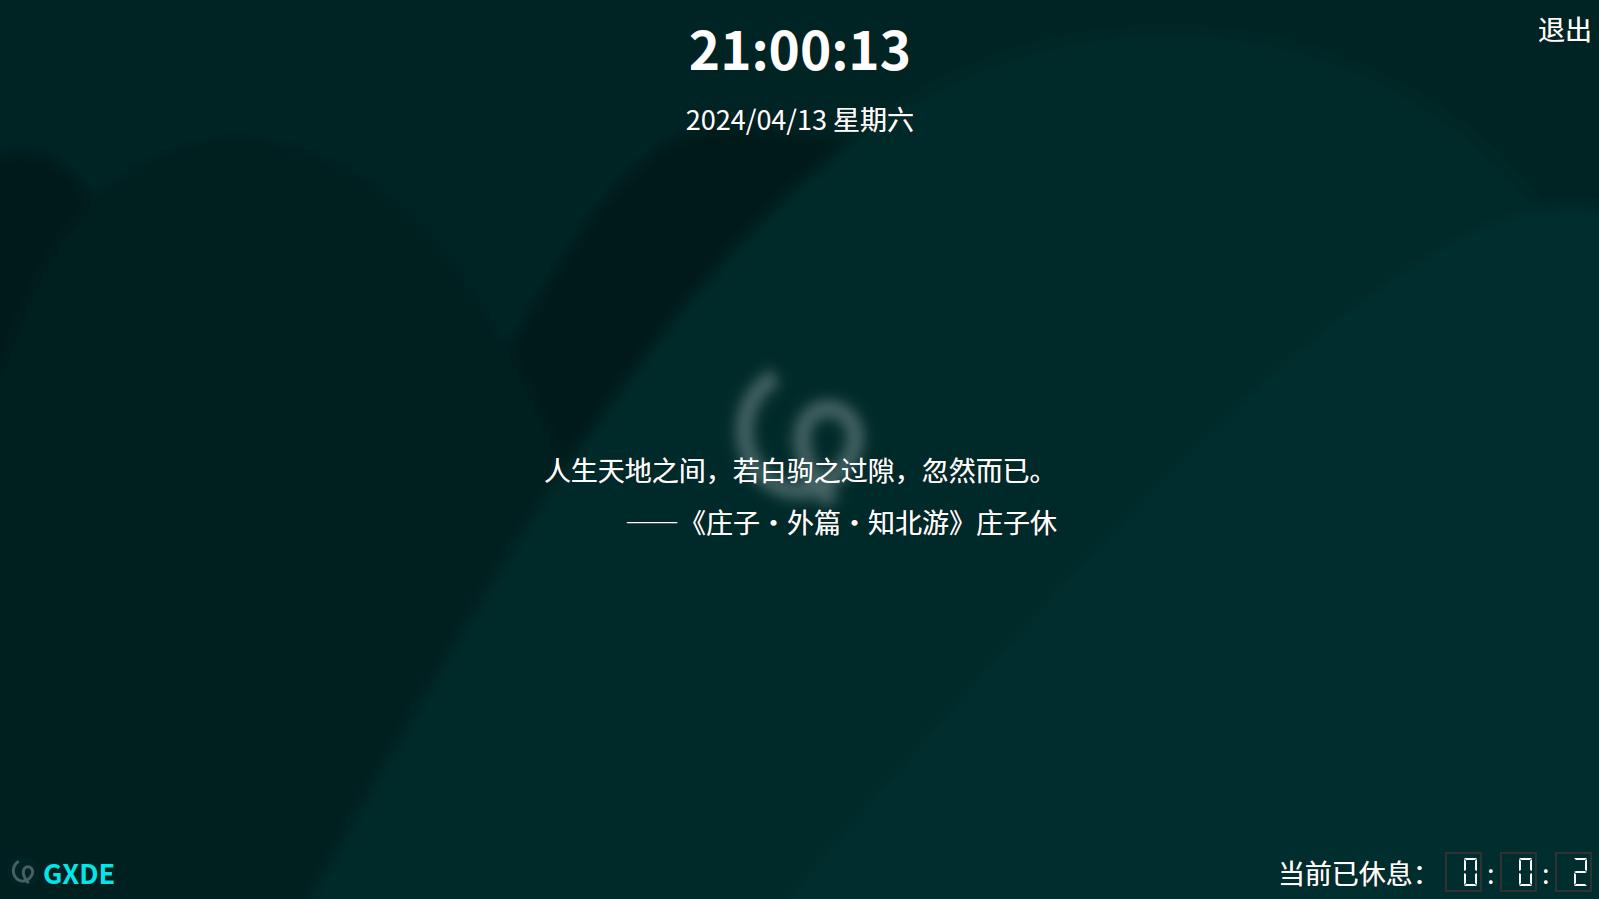 21:00:13
退出
2024/04/13 星期六
人生天地之间，若白驹之过隙，忽然而已。
——《庄子・外篇・知北游》庄子休
GXDE
当前已休息： 0 : 0 : 2